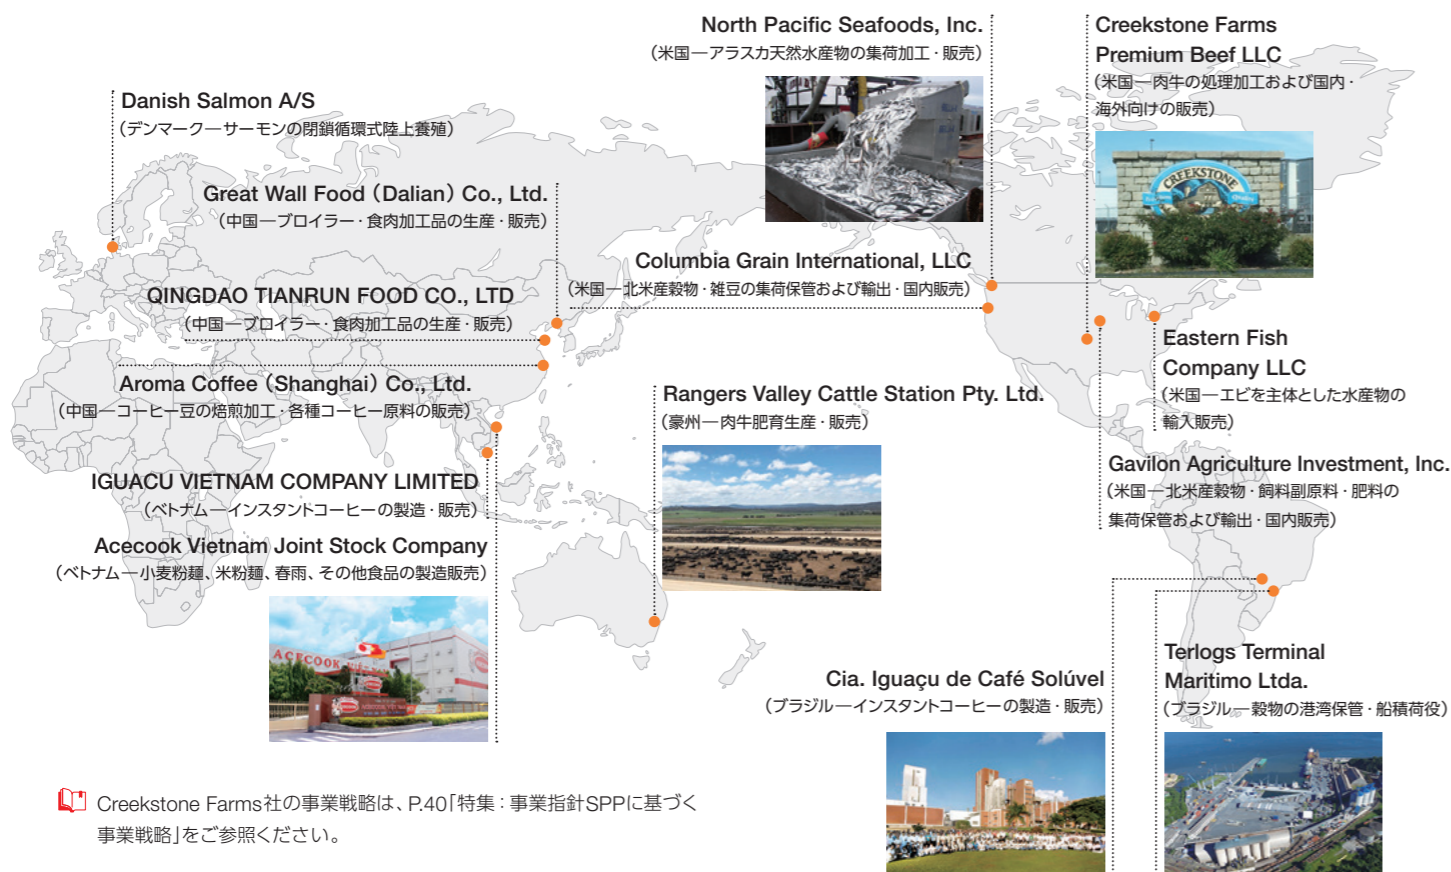 North Pacific Seafoods, Inc.
（米国―アラスカ天然水産物の集荷加工・販売）
Creekstone Farms
Premium Beef LLC
（米国―肉牛の処理加工および国内・
海外向けの販売）
CREEKSTONE
Danish Salmon A/S
（デンマーク―サーモンの閉鎖循環式陸上養殖）
Great Wall Food（Dalian）Co., Ltd.
（中国―ブロイラー・食肉加工品の生産・販売）
Columbia Grain International, LLC
（米国―北米産穀物・雑豆の集荷保管および輸出・国内販売）
QINGDAO TIANRUN FOOD CO., LTD
（中国―ブロイラー・食肉加工品の生産・販売）
Eastern Fish
Company LLC
（米国―エビを主体とした水産物の
輸入販売）
Aroma Coffee（Shanghai）Co., Ltd.
（中国―コーヒー豆の焙煎加工・各種コーヒー原料の販売）
Rangers Valley Cattle Station Pty. Ltd.
（豪州―肉牛肥育生産・販売）
Gavilon Agriculture Investment, Inc.
（米国―北米産穀物・飼料副原料・肥料の
集荷保管および輸出・国内販売）
IGUACU VIETNAM COMPANY LIMITED
（ベトナム―インスタントコーヒーの製造・販売）
Acecook Vietnam Joint Stock Company
（ベトナム―小麦粉麺、米粉麺、春雨、その他食品の製造販売）
ACECOOK VIỆT NAM
Cia. Iguaçu de Café Solúvel
（ブラジル―インスタントコーヒーの製造・販売）
Terlogs Terminal
Maritimo Ltda.
（ブラジル―穀物の港湾保管・船積荷役）
Creekstone Farms社の事業戦略は、P.40「特集：事業指針SPPに基づく
事業戦略」をご参照ください。